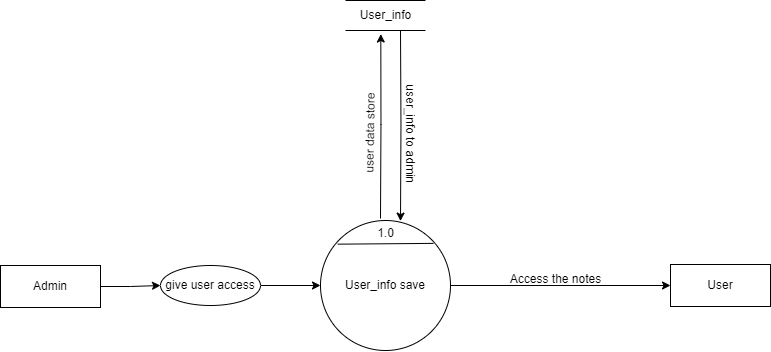 User_info
user data store
user_info to admin
1.0
Admin
give user access
User_info save
Access the notes
User